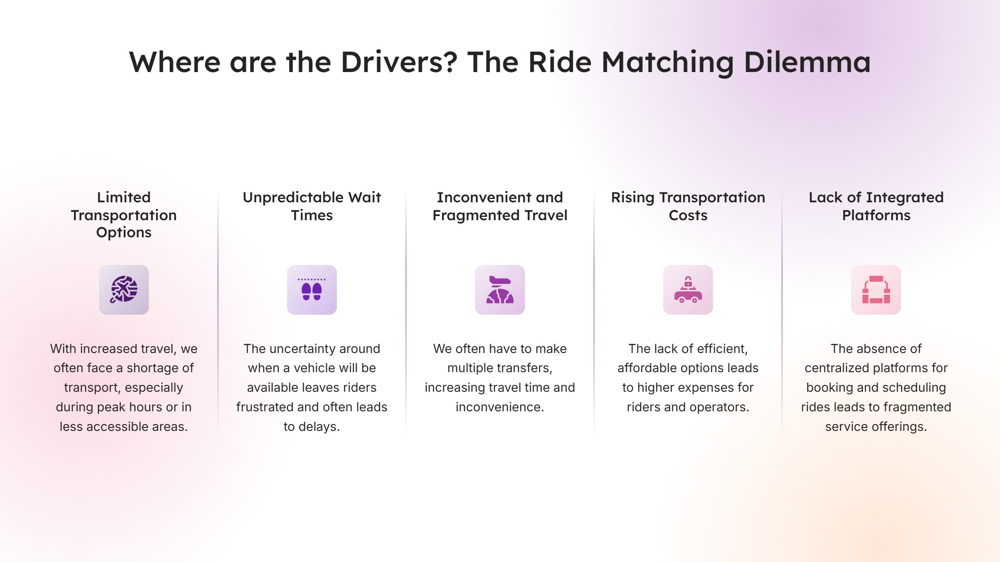 Where are the Drivers? The Ride Matching Dilemma
Limited
Transportation
Options
With increased travel, we
often face a shortage of
transport, especially
during peak hours or in
less accessible areas.
Unpredictable Wait
Times
The uncertainty around
when a vehicle will be
available leaves riders
frustrated and often leads
to delays.
Inconvenient and
Fragmented Travel
We often have to make
multiple transfers,
increasing travel time and
inconvenience.
Rising Transportation
Costs
The lack of efficient,
affordable options leads
to higher expenses for
riders and operators.
Lack of Integrated
Platforms
The absence of
centralized platforms for
booking and scheduling
rides leads to fragmented
service offerings.